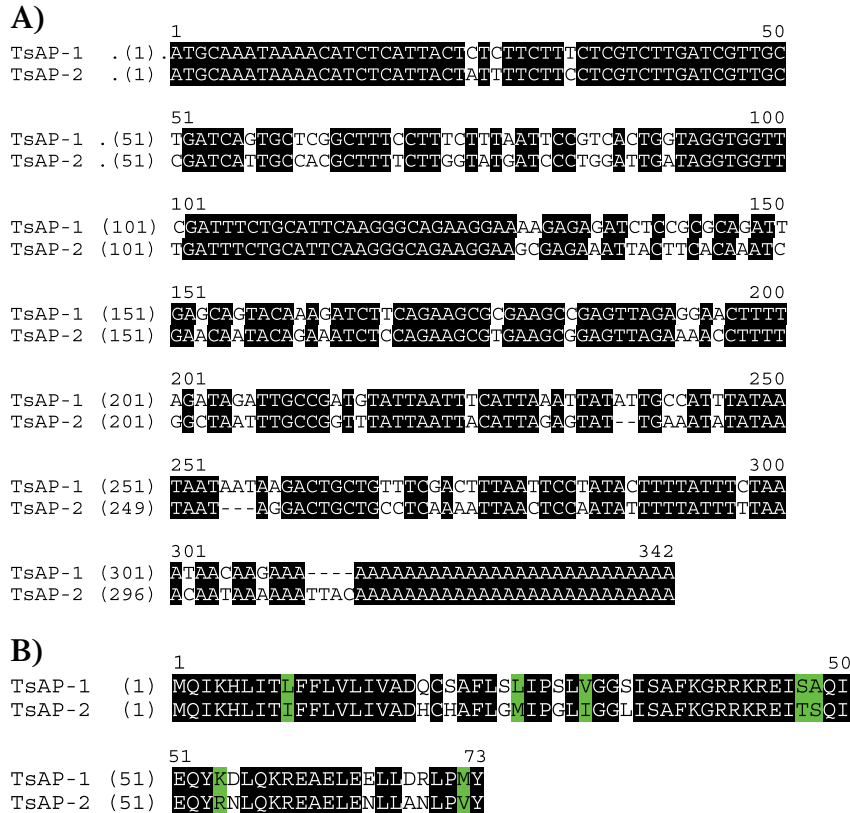 A)
1 50
TsAP-1 .(1).ATGCAAATAAAACATCTCATTACTCTCTTCTTTCTCGTCTTGATCGTTGC
TsAP-2 .(1) ATGCAAATAAAACATCTCATTACTATTTTCTTCCTCGTCTTGATCGTTGC
51 100
TsAP-1 .(51) TGATCAGTGCTCGGCTTTCCTTTCTTTAATTCCGTCACTGGTAGGTGGTT
TsAP-2 .(51) CGATCATTGCCACGCTTTTCTTGGTATGATCCCTGGATTGATAGGTGGTT
101 150
TsAP-1 (101) CGATTTCTGCATTCAAGGGCAGAAGGAAAAGAGAGATCTCCGCGCAGATT
TsAP-2 (101) TGATTTCTGCATTCAAGGGCAGAAGGAAGCGAGAAATTACTTCACAAATC
151 200
TsAP-1 (151) GAGCAGTACAAAGATCTTCAGAAGCGCGAAGCCGAGTTAGAGGAACTTTT
TsAP-2 (151) GAACAATACAGAAATCTCCAGAAGCGTGAAGCGGAGTTAGAAAACCTTTT
201 250
TsAP-1 (201) AGATAGATTGCCGATGTATTAATTTCATTAAATTATATTGCCATTTATAA
TsAP-2 (201) GGCTAATTTGCCGGTTTATTAATTACATTAGAGTAT--TGAAATATATAA
251 300
TsAP-1 (251) TAATAATAAGACTGCTGTTTCGACTTTAATTCCTATACTTTTATTTCTAA
TsAP-2 (249) TAAT---AGGACTGCTGCCTCAAAATTAACTCCAATATTTTTATTTTTAA
301 342
TsAP-1 (301) ATAACAAGAAA----AAAAAAAAAAAAAAAAAAAAAAAAAA
TsAP-2 (296) ACAATAAAAAATTACAAAAAAAAAAAAAAAAAAAAAAAAAA
B)
1 50
TsAP-1 (1) MQIKHLITLFFLVLIVADQCSAFLSLIPSLVGGSISAFKGRRKREISAQI
TsAP-2 (1) MQIKHLITIFFLVLIVADHCHAFLGMIPGLIGGLISAFKGRRKREITSQI
51 73
TsAP-1 (51) EQYKDLQKREAELEELLDRLPMY
TsAP-2 (51) EQYRNLQKREAELENLLANLPVY